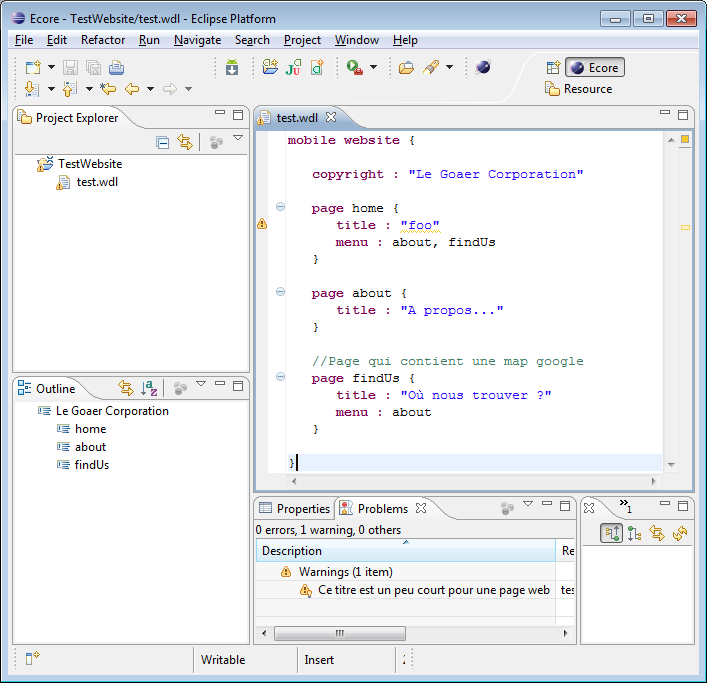 Ecore - TestWebsite/test.wdl - Eclipse Platform
File Edit Refactor Run Navigate Search Project Window Help
Ecore
Resource
Project Explorer
TestWebsite
test.wdl
Outline
Le Goaer Corporation
home
about
findUs
test.wdl
mobile website {
copyright : "Le Goaer Corporation"
page home {
title : "foo"
menu : about, findUs
}
page about {
title : "A propos..."
}
//Page qui contient une map google
page findUs {
title : "Où nous trouver ?"
menu : about
}
}
Properties Problems
0 errors, 1 warning, 0 others
Description Re
Warnings (1 item)
Ce titre est un peu court pour une page web tes
1
Writable Insert